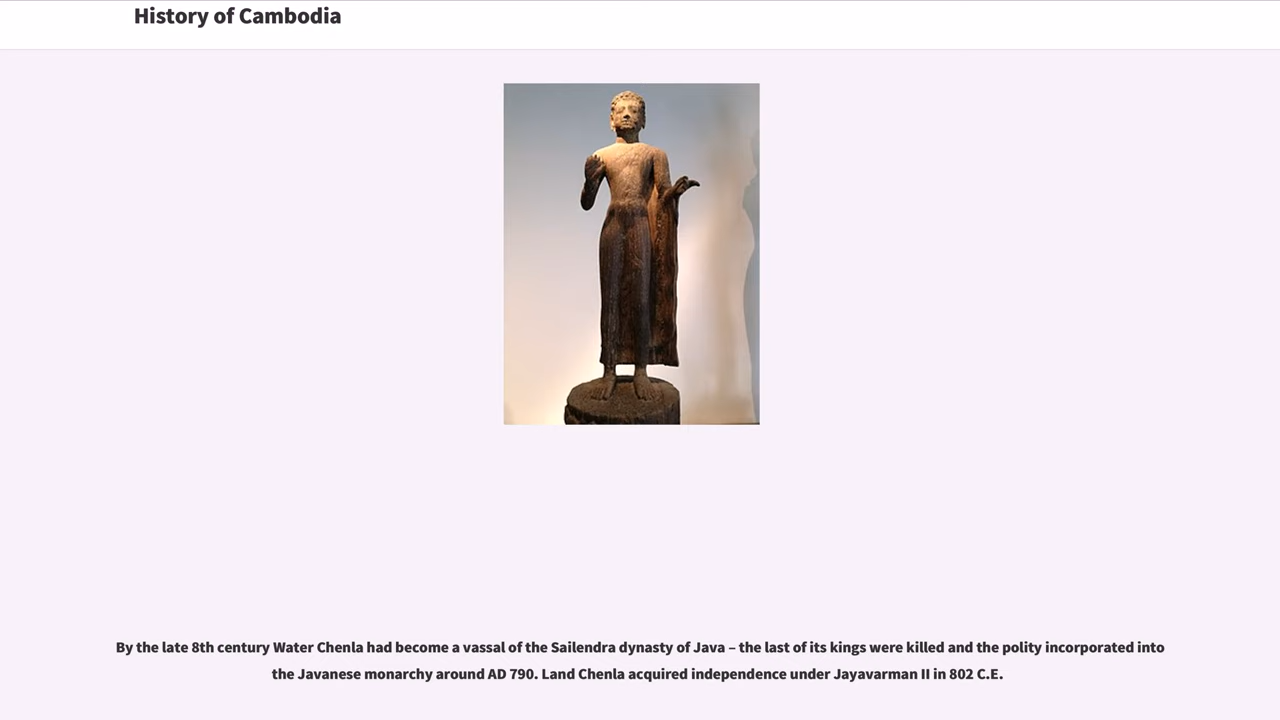 History of Cambodia
By the late 8th century Water Chenla had become a vassal of the Sailendra dynasty of Java – the last of its kings were killed and the polity incorporated into
the Javanese monarchy around AD 790. Land Chenla acquired independence under Jayavarman II in 802 C.E.